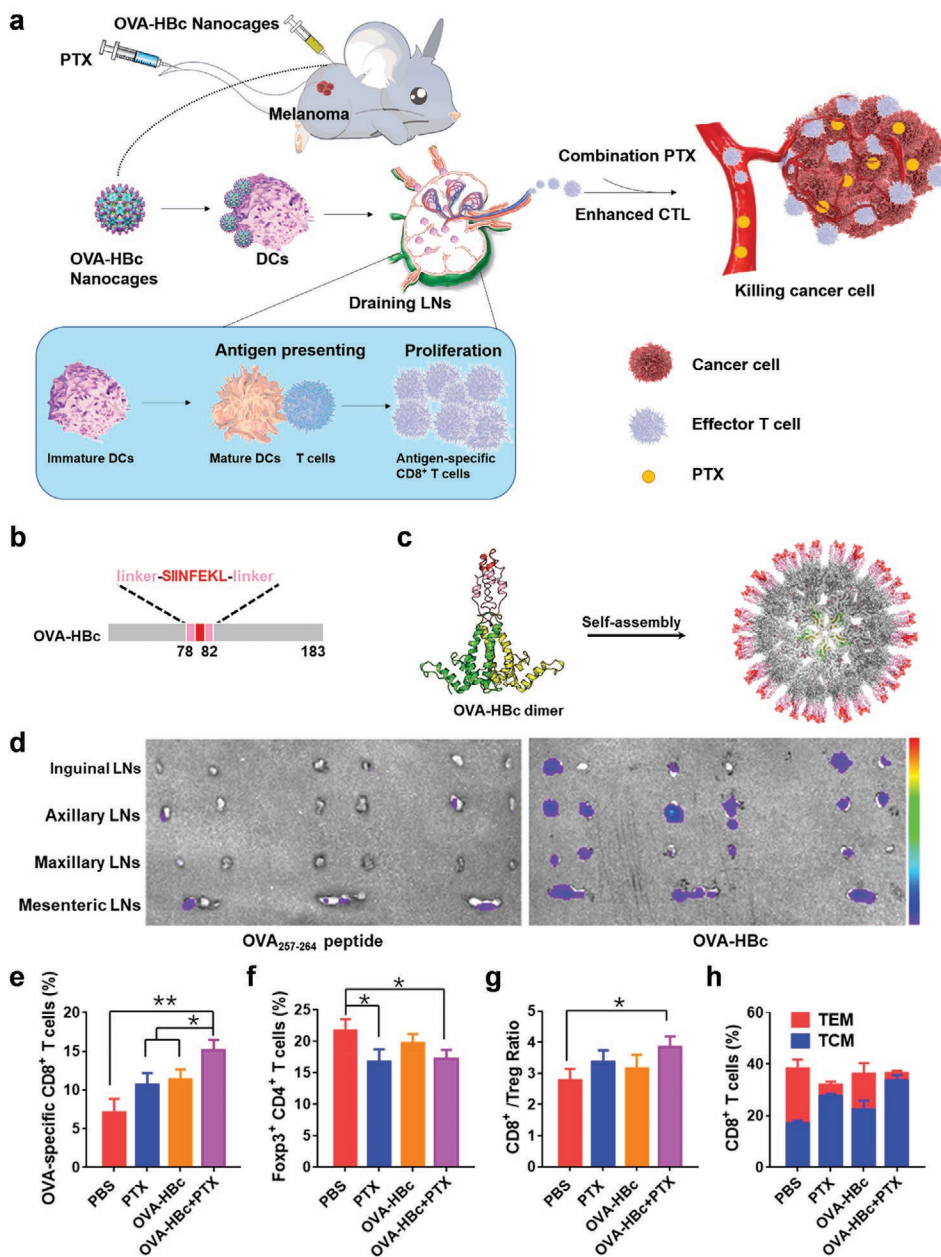 a
OVA-HBc Nanocages
PTX
Melanoma
OVA-HBc
Nanocages
DCs
Draining LNs
Combination PTX
Enhanced CTL
Killing cancer cell
Antigen presenting
Proliferation
Immature DCs
Mature DCs
T cells
Antigen-specific
CD8⁺ T cells
Cancer cell
Effector T cell
PTX
b
linker-SIINFEKL-linker
OVA-HBc
78 82 183
c
OVA-HBc dimer
Self-assembly
d
Inguinal LNs
Axillary LNs
Maxillary LNs
Mesenteric LNs
OVA₂₅₇₋₂₆₄ peptide
OVA-HBc
e
OVA-specific CD8⁺ T cells (%)
20
15
10
5
0
**
*
PBS
PTX
OVA-HBc
OVA-HBc+PTX
f
Foxp3⁺ CD4⁺ T cells (%)
25
20
15
10
5
0
*
*
PBS
PTX
OVA-HBc
OVA-HBc+PTX
g
CD8⁺/Treg Ratio
5
4
3
2
1
0
*
PBS
PTX
OVA-HBc
OVA-HBc+PTX
h
CD8⁺ T cells (%)
60
40
20
0
TEM
TCM
PBS
PTX
OVA-HBc
OVA-HBc+PTX